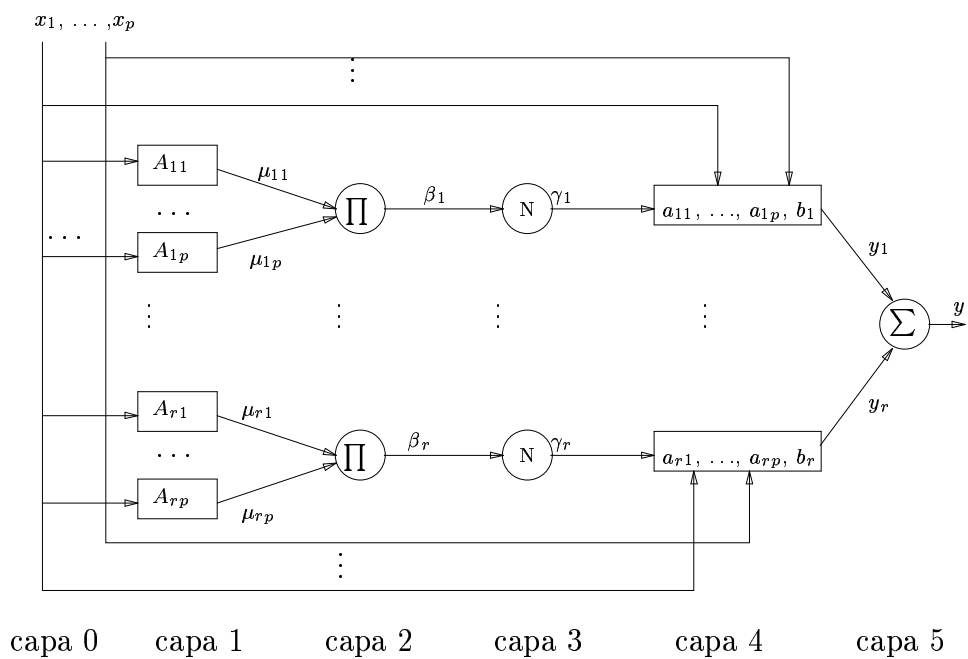 x₁, … ,xₚ
⋮
A₁₁
μ₁₁
…
∏
β₁
N
γ₁
a₁₁, …, a₁ₚ, b₁
…
A₁ₚ
μ₁ₚ
y₁
⋮ ⋮ ⋮ ⋮
∑
y
Aᵣ₁
μᵣ₁
yᵣ
…
∏
βᵣ
N
γᵣ
aᵣ₁, …, aᵣₚ, bᵣ
Aᵣₚ
μᵣₚ
⋮
capa 0 capa 1 capa 2 capa 3 capa 4 capa 5